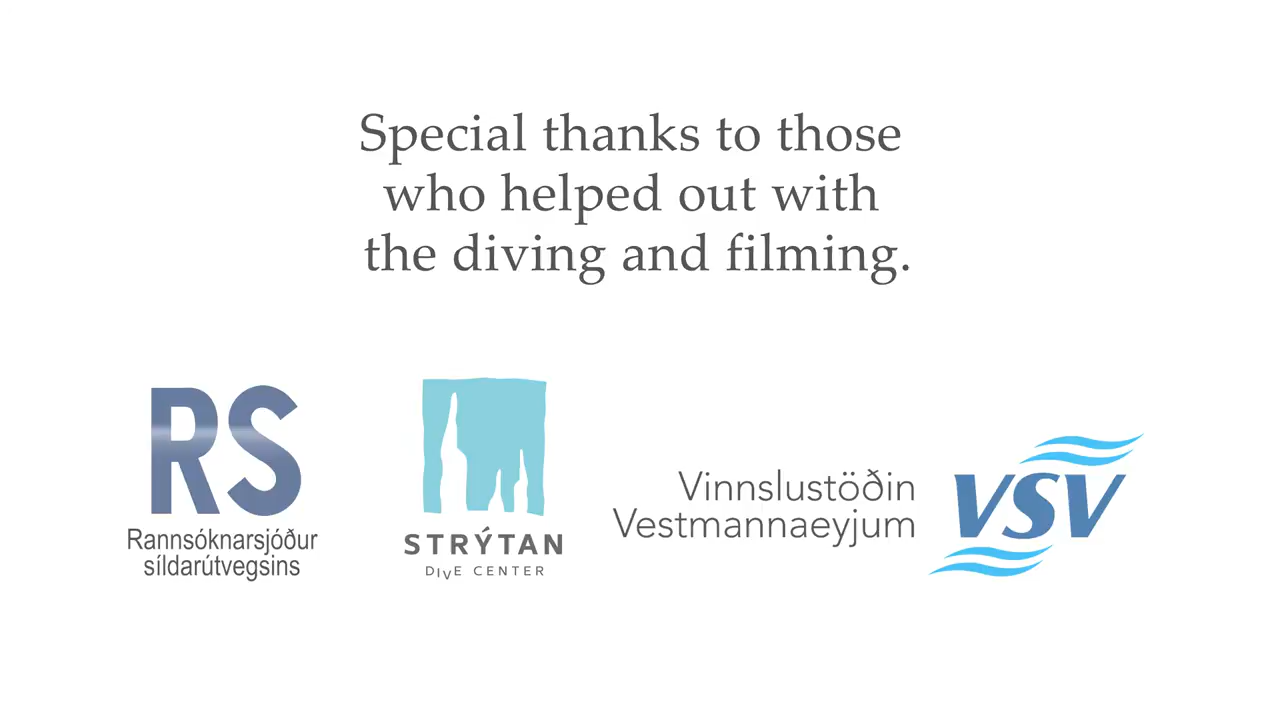 Special thanks to those
who helped out with
the diving and filming.
RS
Rannsóknarsjóður
síldarútvegsins
STRÝTAN
DIVE CENTER
Vinnslustöðin
Vestmannaeyjum
VSV